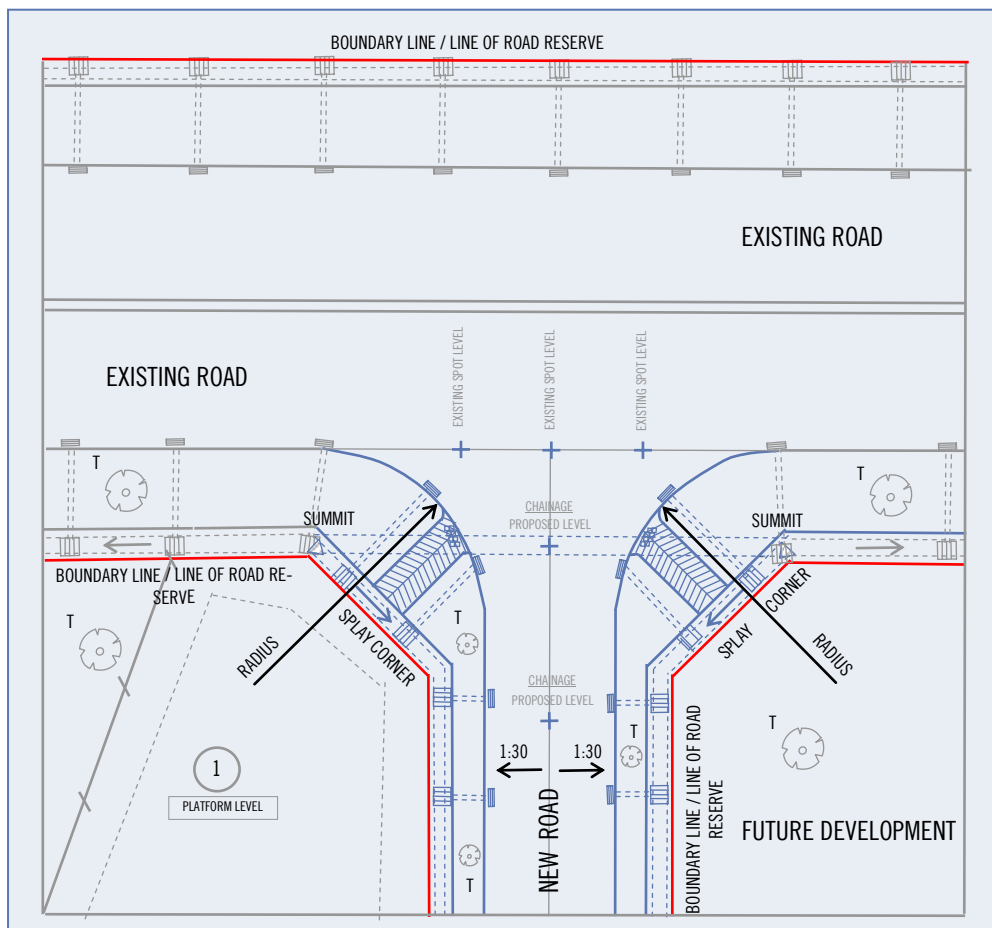 BOUNDARY LINE / LINE OF ROAD RESERVE
EXISTING ROAD
EXISTING SPOT LEVEL
EXISTING SPOT LEVEL
EXISTING SPOT LEVEL
EXISTING ROAD
T
T
SUMMIT
CHAINAGE
PROPOSED LEVEL
SUMMIT
BOUNDARY LINE / LINE OF ROAD RE-
SERVE
T
RADIUS
SPLAY CORNER
T
SPLAY
CORNER
RADIUS
CHAINAGE
PROPOSED LEVEL
T
1:30
1:30
T
1
PLATFORM LEVEL
NEW ROAD
BOUNDARY LINE / LINE OF ROAD
RESERVE
FUTURE DEVELOPMENT
T